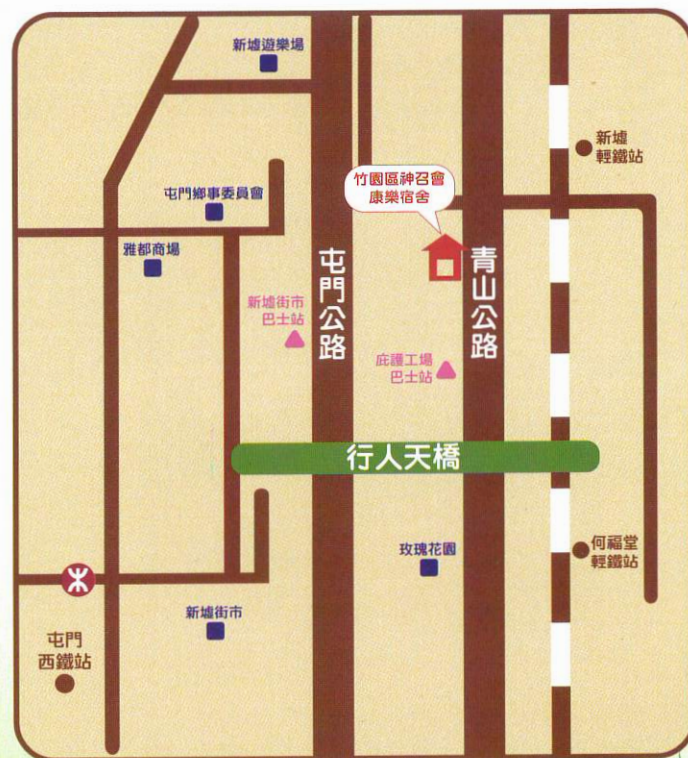 新墟遊樂場
新墟
輕鐵站
竹園區神召會
康樂宿舍
屯門鄉事委員會
雅都商場
屯門公路
青山公路
新墟街市
巴士站
庇護工場
巴士站
行人天橋
玫瑰花園
何福堂
輕鐵站
新墟街市
屯門
西鐵站